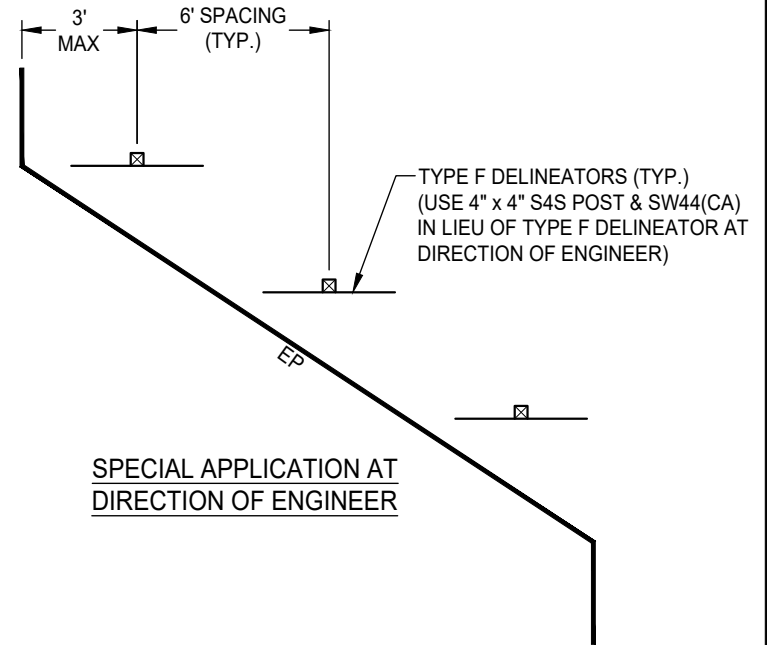 3'
MAX
6' SPACING
(TYP.)
TYPE F DELINEATORS (TYP.)
(USE 4" x 4" S4S POST & SW44(CA)
IN LIEU OF TYPE F DELINEATOR AT
DIRECTION OF ENGINEER)
EP
SPECIAL APPLICATION AT
DIRECTION OF ENGINEER